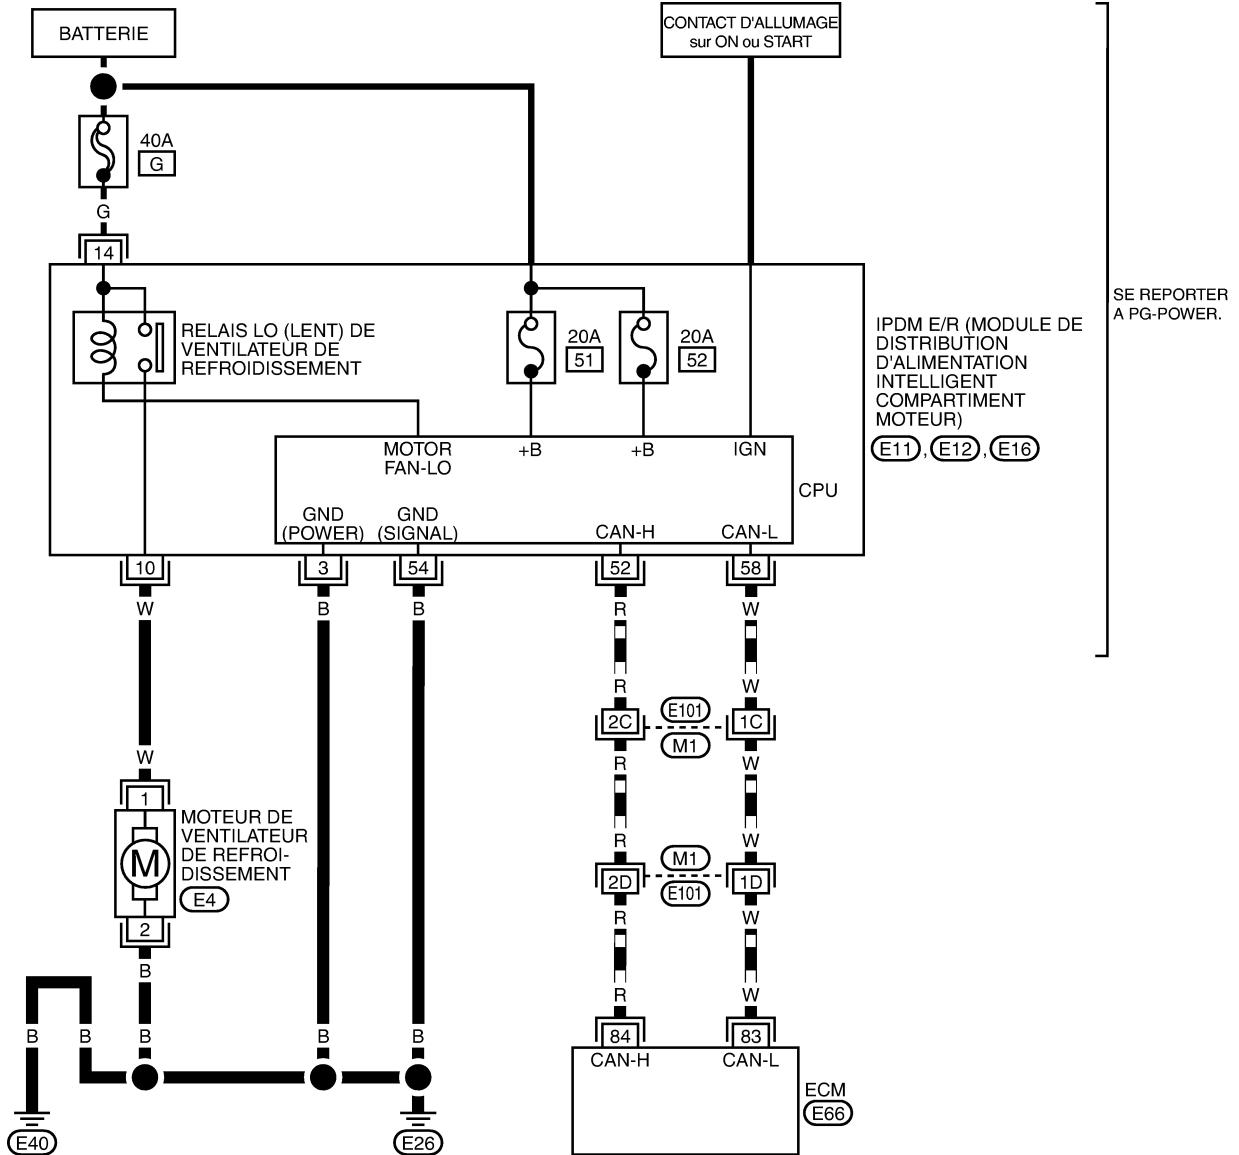 BATTERIE
CONTACT D'ALLUMAGE
sur ON ou START
40A
G
G
14
SE REPORTER
A PG-POWER.
RELAIS LO (LENT) DE
VENTILATEUR DE
REFROIDISSEMENT
20A
51
20A
52
IPDM E/R (MODULE DE
DISTRIBUTION
D'ALIMENTATION
INTELLIGENT
COMPARTIMENT
MOTEUR)
E11 , E12 , E16
MOTOR
FAN-LO
+B
+B
IGN
CPU
GND
(POWER)
GND
(SIGNAL)
CAN-H
CAN-L
10
3
54
52
58
W
B
B
R
W
R
W
2C
E101
M1
1C
R
W
W
1
MOTEUR DE
VENTILATEUR
DE REFROI-
DISSEMENT
E4
M
2
R
W
2D
M1
E101
1D
R
W
B
R
W
B
B
B
B
B
84
83
CAN-H
CAN-L
ECM
E66
E40
E26